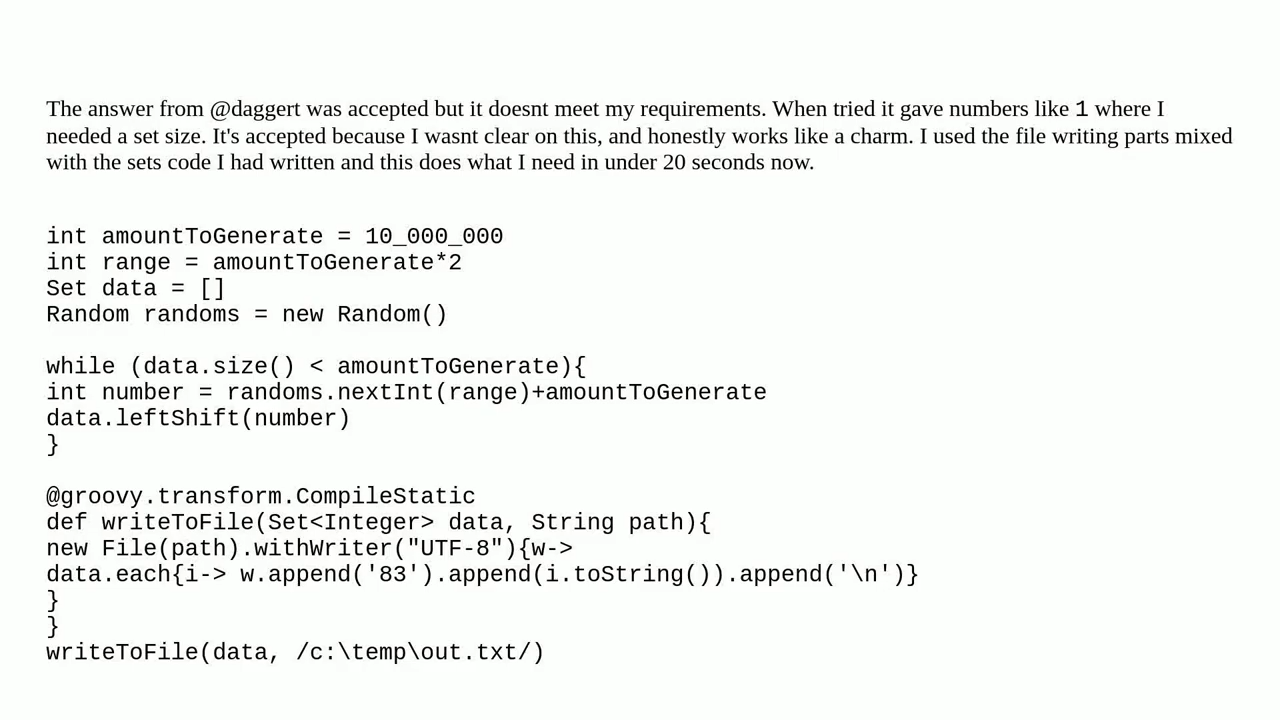 The answer from @daggert was accepted but it doesnt meet my requirements. When tried it gave numbers like 1 where I
needed a set size. It's accepted because I wasnt clear on this, and honestly works like a charm. I used the file writing parts mixed
with the sets code I had written and this does what I need in under 20 seconds now.
int amountToGenerate = 10_000_000
int range = amountToGenerate*2
Set data = []
Random randoms = new Random()
while (data.size() < amountToGenerate){
int number = randoms.nextInt(range)+amountToGenerate
data.leftShift(number)
}
@groovy.transform.CompileStatic
def writeToFile(Set<Integer> data, String path){
new File(path).withWriter("UTF-8"){w->
data.each{i-> w.append('83').append(i.toString()).append('\n')}
}
}
writeToFile(data, /c:\temp\out.txt/)